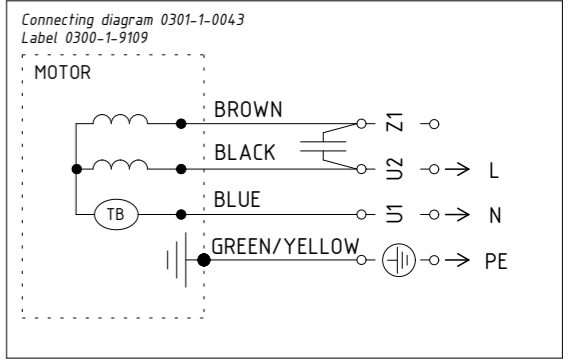 Connecting diagram 0301-1-0043
Label 0300-1-9109
MOTOR
BROWN Z1
BLACK U2 L
TB BLUE U1 N
GREEN/YELLOW PE